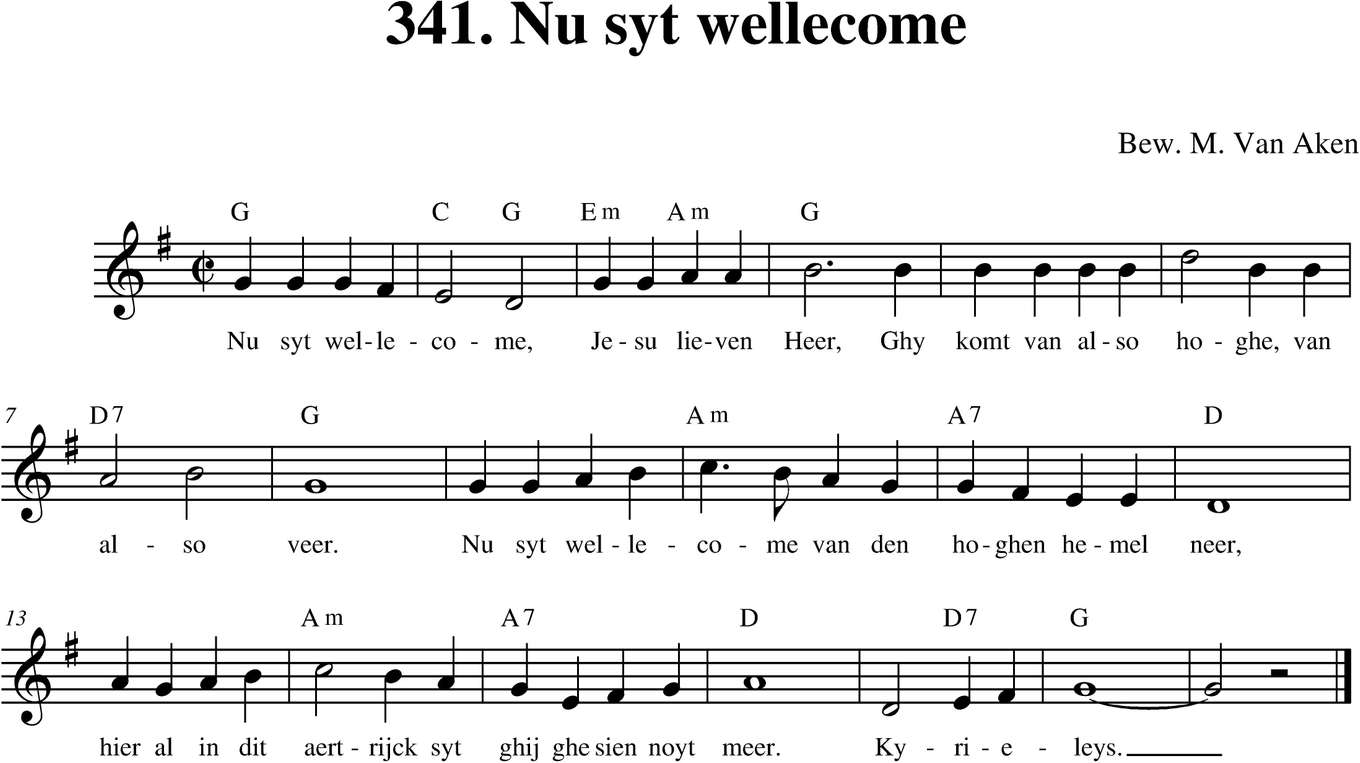 341. Nu syt wellecome
Bew. M. Van Aken
G C G Em Am G
Nu syt wel-le - co - me, Je - su lie-ven Heer, Ghy komt van al - so ho - ghe, van
7 D7 G Am A7 D
al - so veer. Nu syt wel - le - co - me van den ho - ghen he - mel neer,
13 Am A7 D D7 G
hier al in dit aert - rijck syt ghij ghe sien noyt meer. Ky - ri - e - leys.